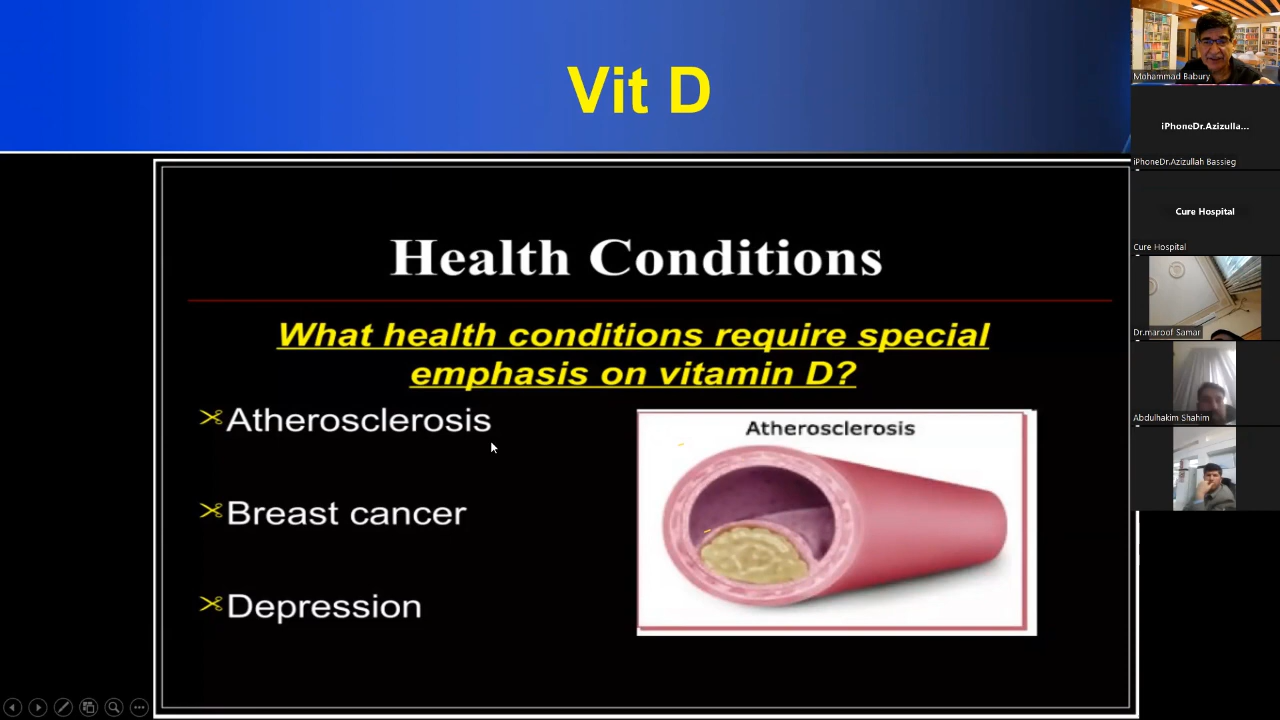 Vit D
Health Conditions
What health conditions require special
emphasis on vitamin D?
Atherosclerosis
Breast cancer
Depression
Atherosclerosis
Mohammad Babury
iPhoneDr.Azizulla...
iPhoneDr.Azizullah Bassieg
Cure Hospital
Cure Hospital
Dr.maroof Samar
Abdulhakim Shahim